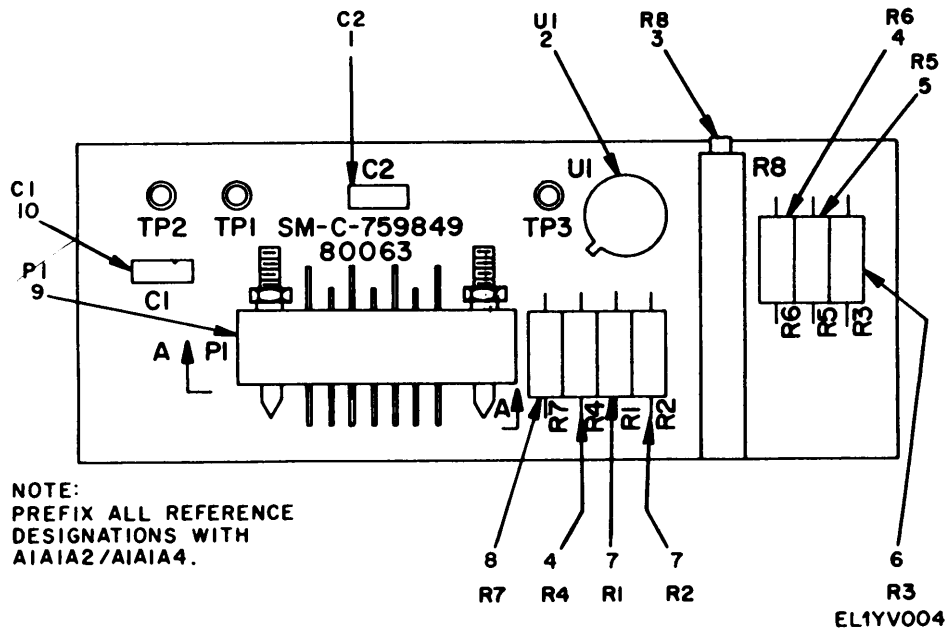 C2
1
U1
2
R8
3
R6
4
R5
5
C1
10
P1
9
C2
U1
R8
TP2
TP1
SM-C-759849
80063
TP3
C1
A
P1
A
R7
R4
R1
R2
R6
R5
R3
NOTE:
PREFIX ALL REFERENCE
DESIGNATIONS WITH
A1A1A2/A1A1A4.
8
R7
4
R4
7
R1
7
R2
6
R3
EL1YV004